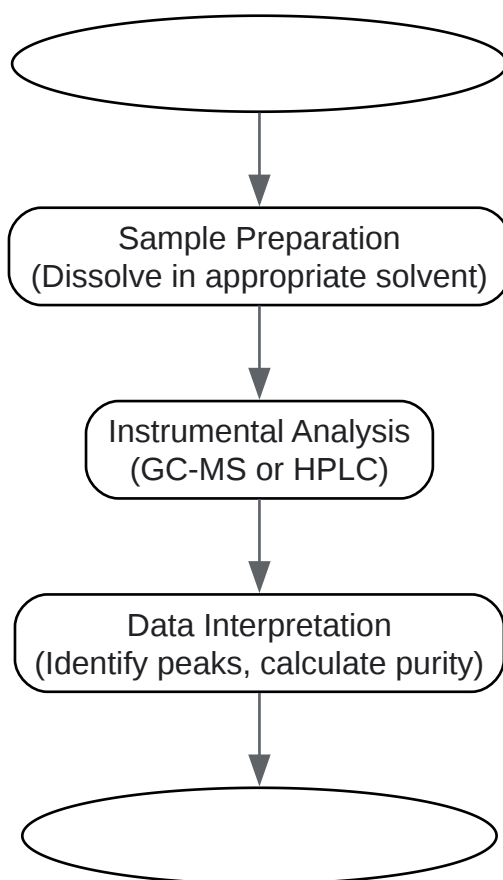 Sample Preparation
(Dissolve in appropriate solvent)
Instrumental Analysis
(GC-MS or HPLC)
Data Interpretation
(Identify peaks, calculate purity)